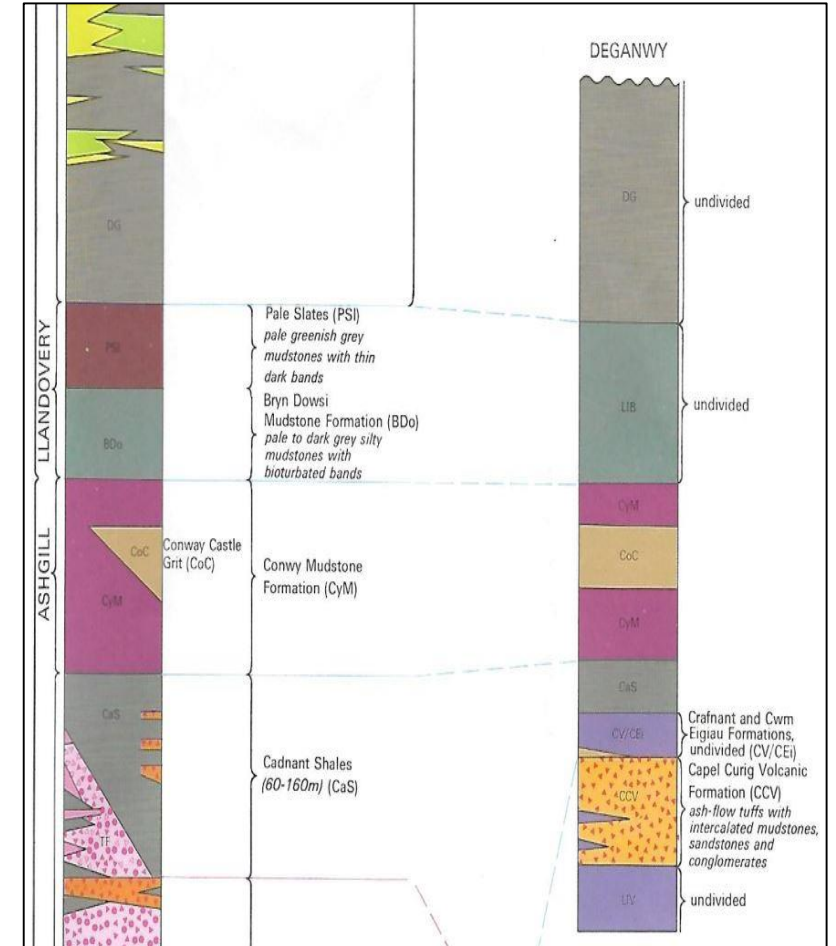 DEGANWY
DG
DG
undivided
LLANDOVERY
PSl
Pale Slates (PSl)
pale greenish grey
mudstones with thin
dark bands
BDo
Bryn Dowsi
Mudstone Formation (BDo)
pale to dark grey silty
mudstones with
bioturbated bands
LlB
undivided
ASHGILL
CoC
Conway Castle
Grit (CoC)
CyM
Conwy Mudstone
Formation (CyM)
CyM
CoC
CyM
CaS
Cadnant Shales
(60-160m) (CaS)
TF
CaS
CV/CEi
Crafnant and Cwm
Eigiau Formations,
undivided (CV/CEi)
CCV
Capel Curig Volcanic
Formation (CCV)
ash-flow tuffs with
intercalated mudstones,
sandstones and
conglomerates
UV
undivided